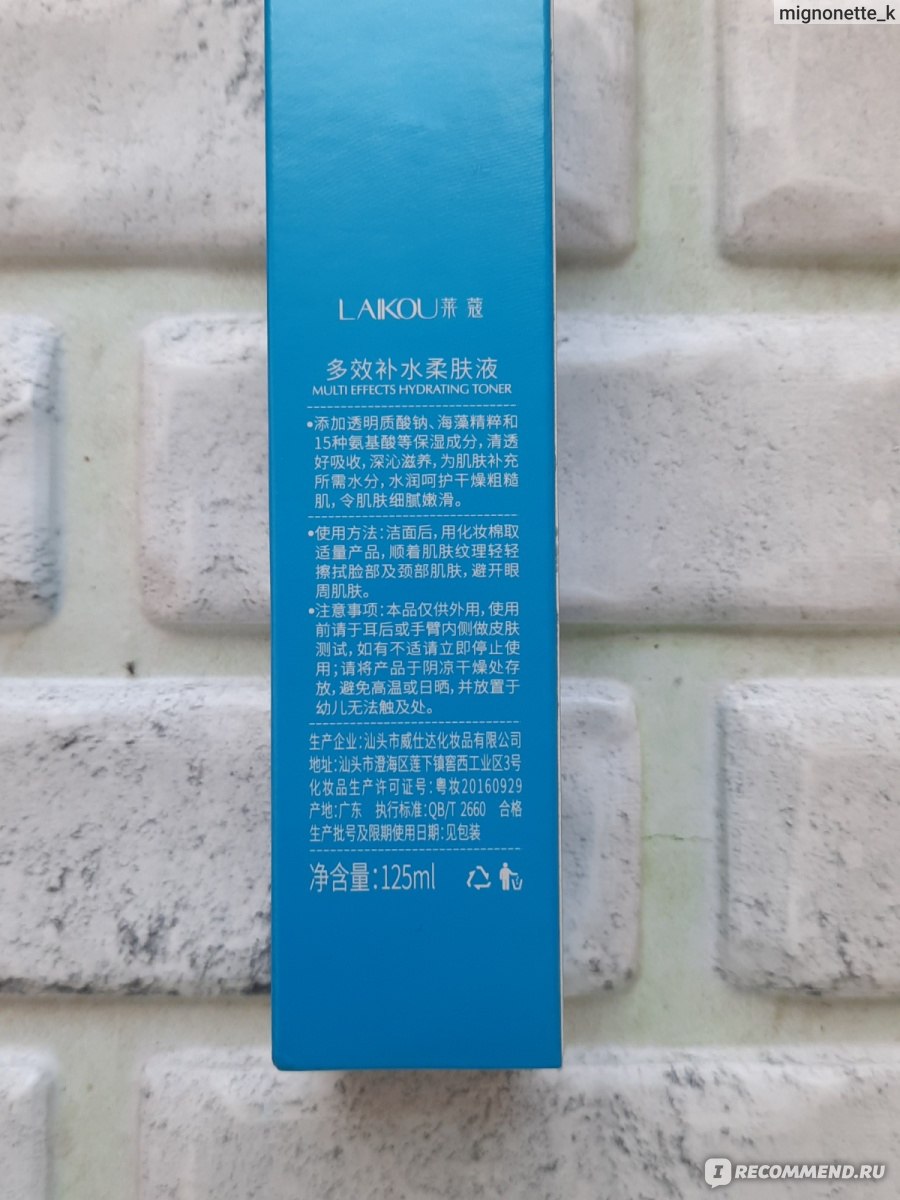 mignonette_k
LAIKOU莱蔻
多效补水柔肤液
MULTI EFFECTS HYDRATING TONER
•添加透明质酸钠、海藻精粹和
15种氨基酸等保湿成分，清透
好吸收，深沁滋养，为肌肤补充
所需水分，水润呵护干燥粗糙
肌，令肌肤细腻嫩滑。
•使用方法：洁面后，用化妆棉取
适量产品，顺着肌肤纹理轻轻
擦拭脸部及颈部肌肤，避开眼
周肌肤。
•注意事项：本品仅供外用，使用
前请于耳后或手臂内侧做皮肤
测试，如有不适请立即停止使
用；请将产品于阴凉干燥处存
放，避免高温或日晒，并放置于
幼儿无法触及处。
生产企业：汕头市威仕达化妆品有限公司
地址：汕头市澄海区莲下镇窖西工业区3号
化妆品生产许可证号：粤妆20160929
产地：广东 执行标准：QB/T 2660 合格
生产批号及限期使用日期：见包装
净含量：125ml
IRECOMMEND.RU